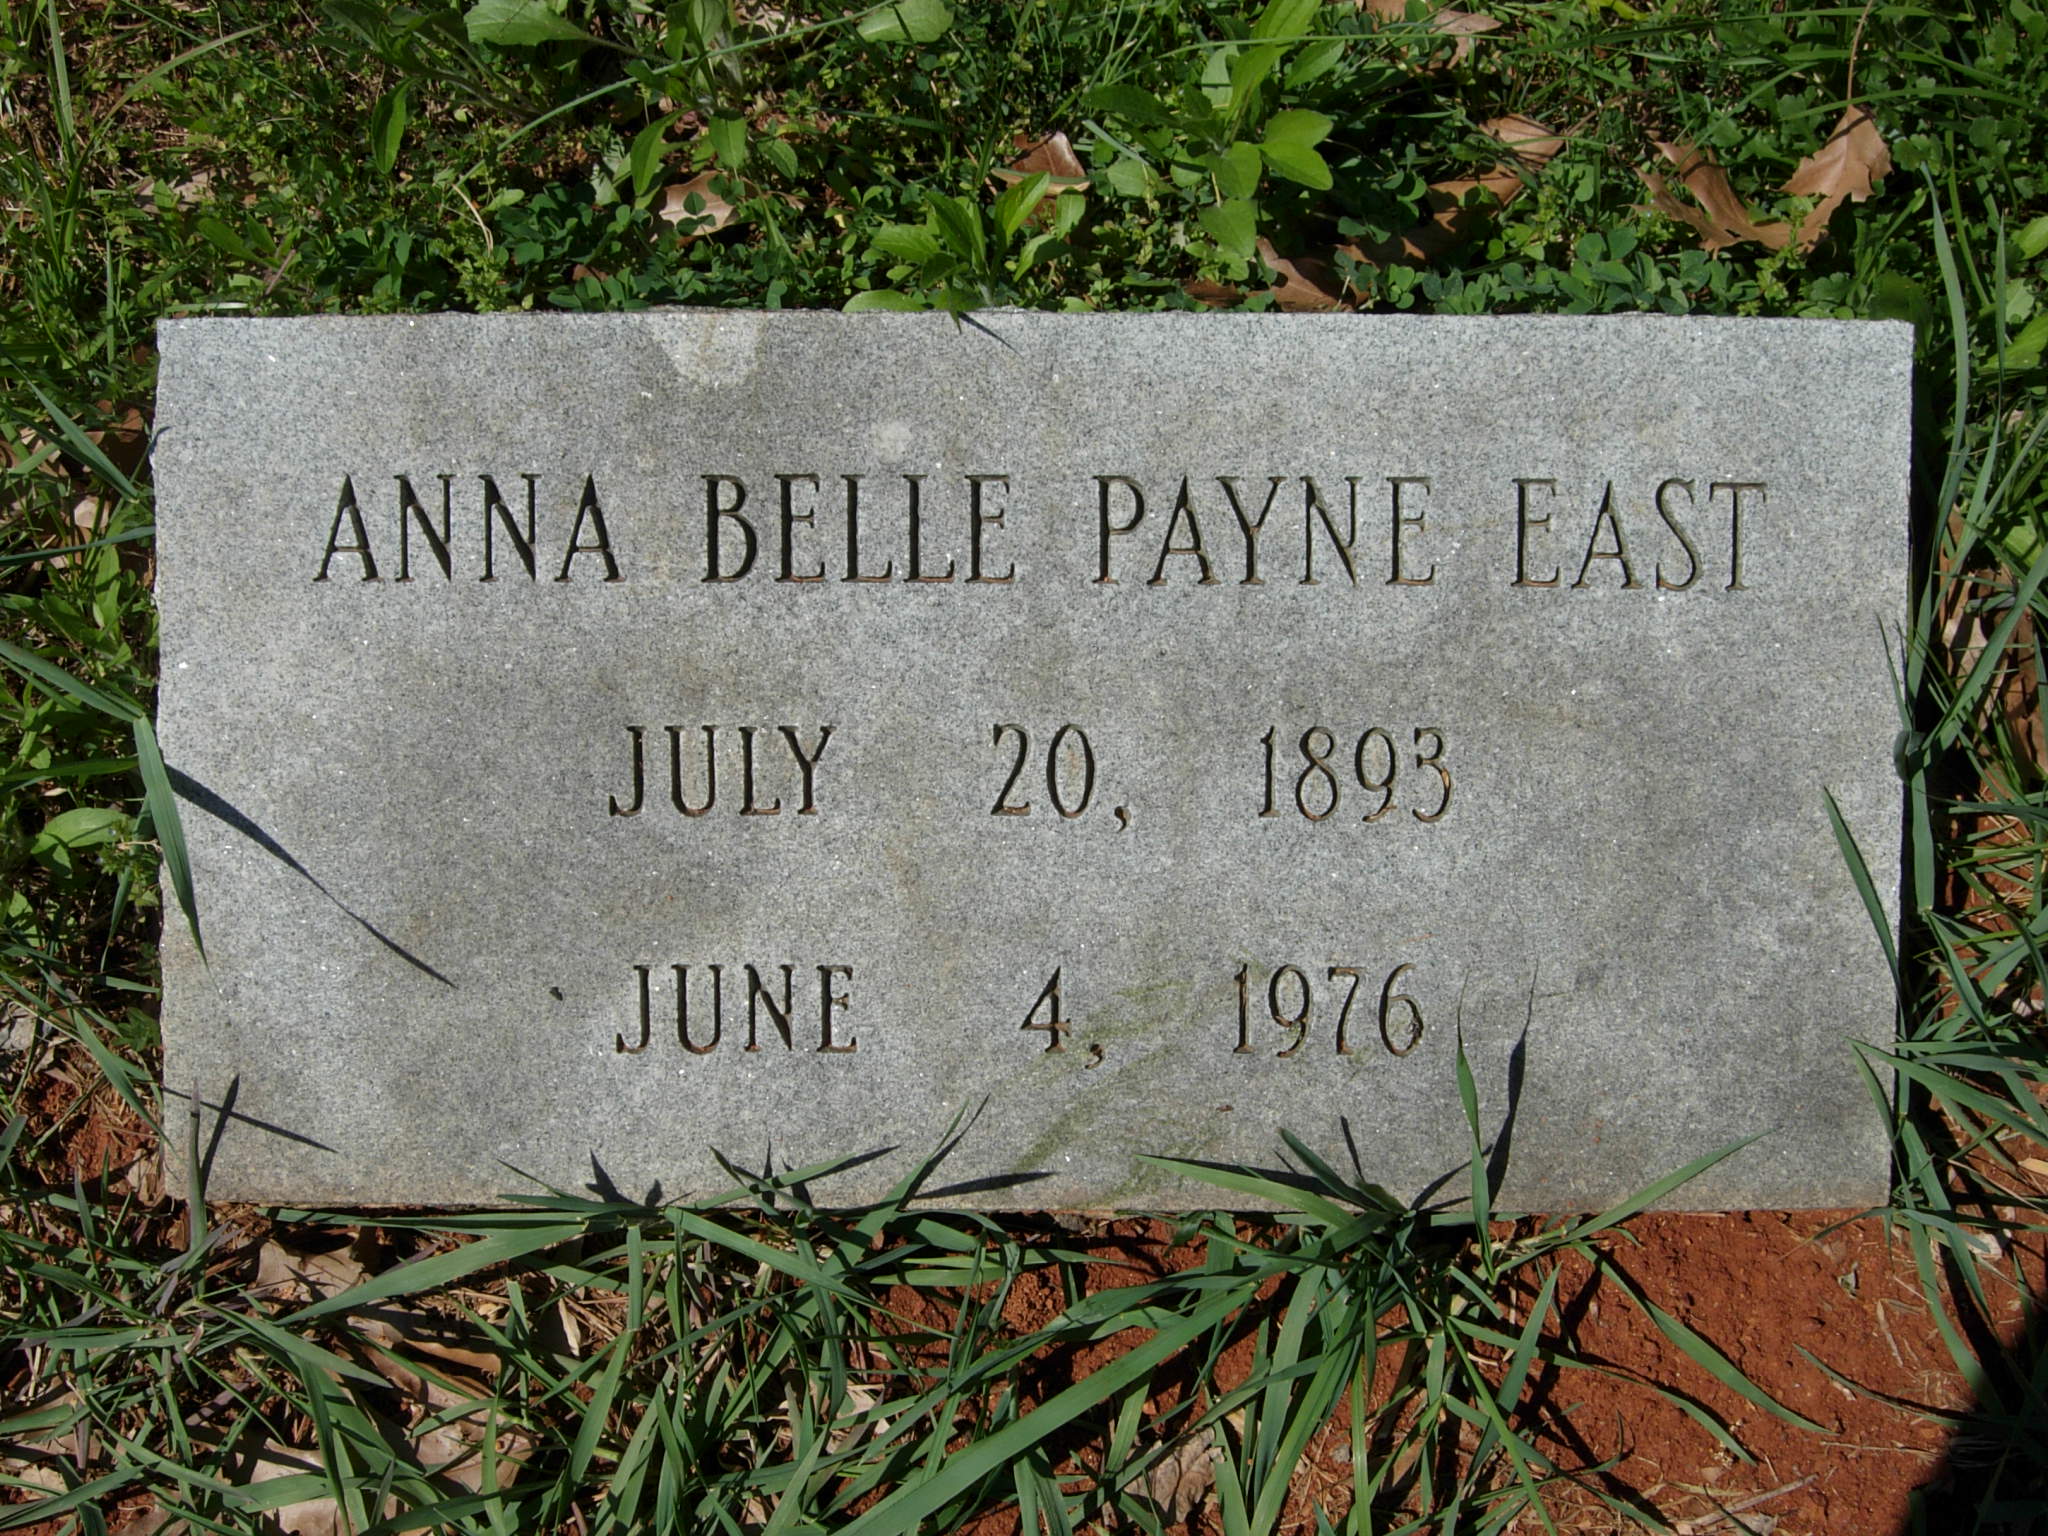 ANNA BELLE PAYNE EAST
JULY 20, 1893
JUNE 4, 1976